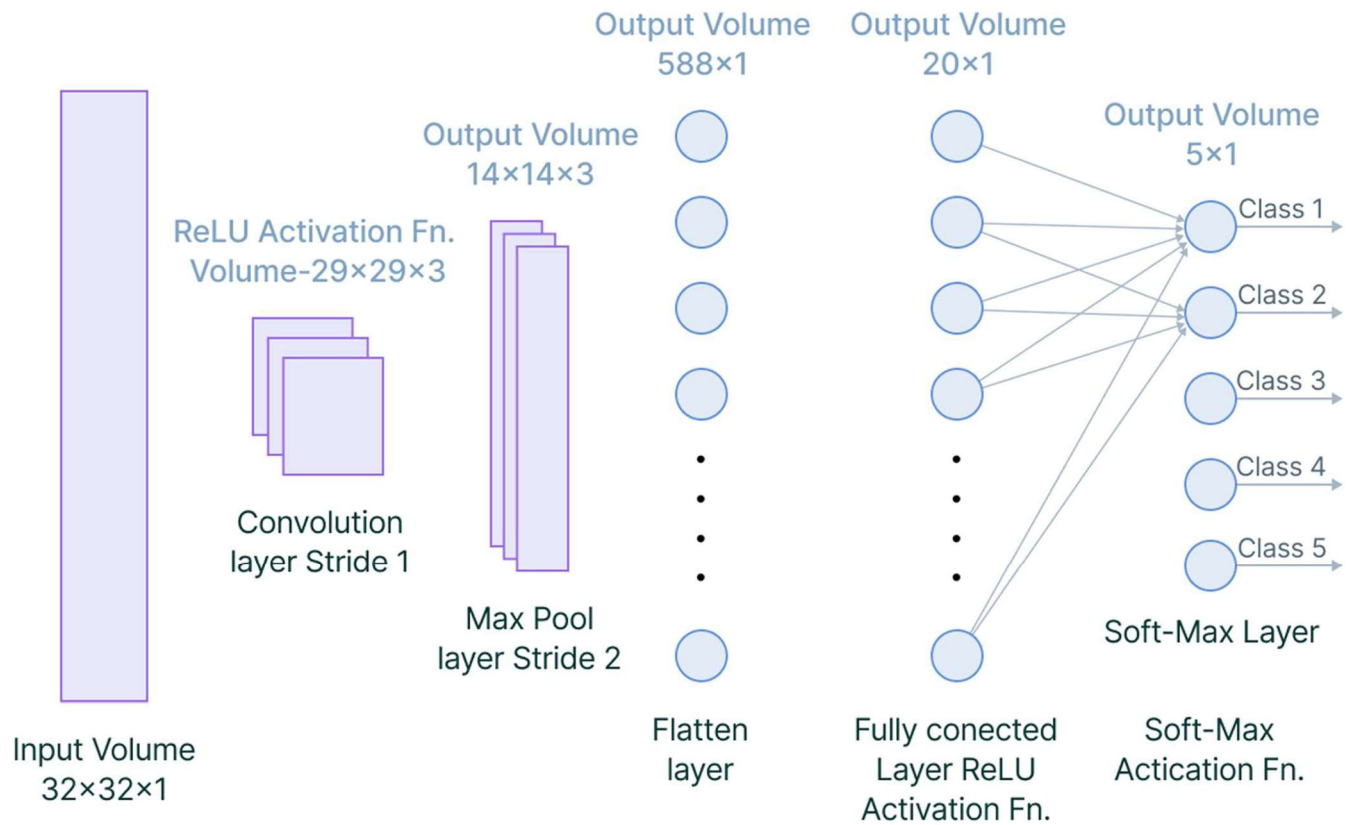 Input Volume
32×32×1
ReLU Activation Fn.
Volume-29×29×3
Convolution
layer Stride 1
Output Volume
14×14×3
Max Pool
layer Stride 2
Output Volume
588×1
Flatten
layer
Output Volume
20×1
Fully conected
Layer ReLU
Activation Fn.
Output Volume
5×1
Class 1
Class 2
Class 3
Class 4
Class 5
Soft-Max Layer
Soft-Max
Actication Fn.